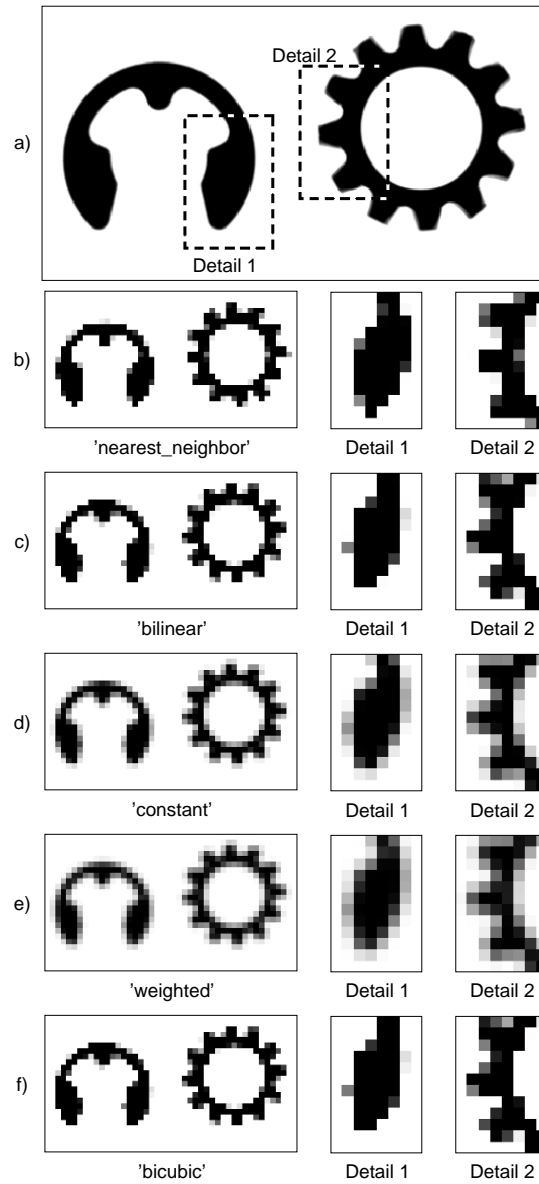 Detail 2
a)
Detail 1
b)
'nearest_neighbor' Detail 1 Detail 2
c)
'bilinear' Detail 1 Detail 2
d)
'constant' Detail 1 Detail 2
e)
'weighted' Detail 1 Detail 2
f)
'bicubic' Detail 1 Detail 2